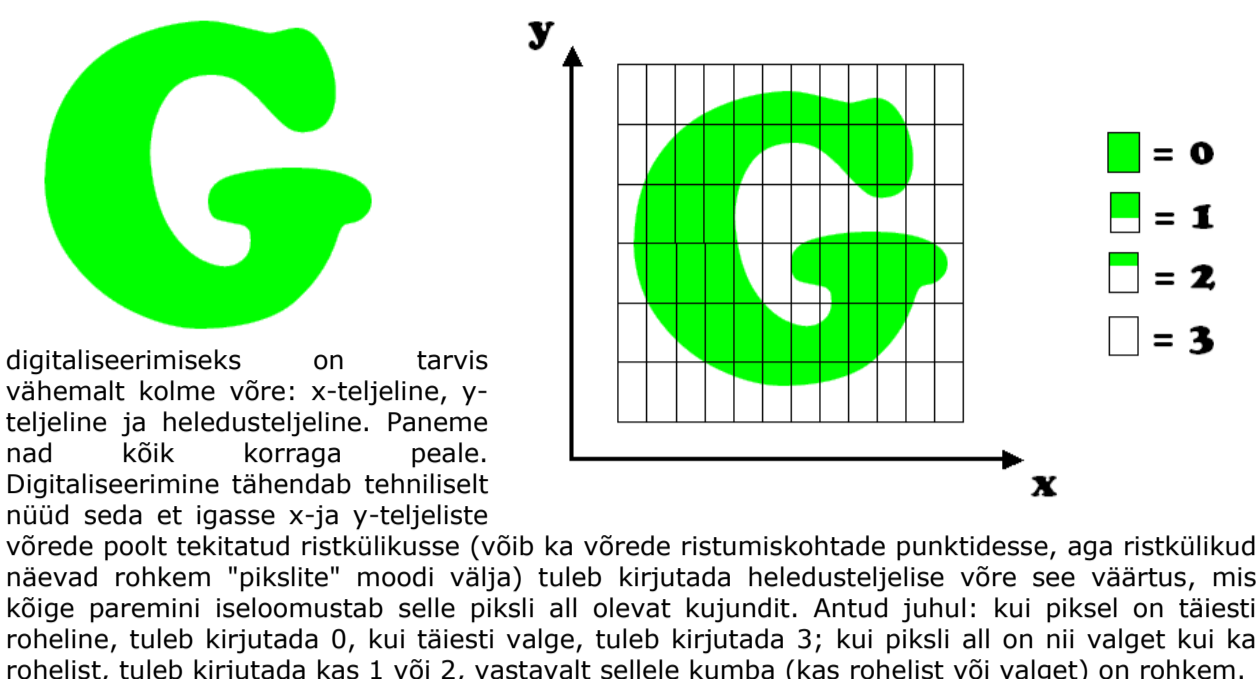 y
= 0
= 1
= 2
= 3
x
digitaliseerimiseks on tarvis
vähemalt kolme võre: x-teljeline, y-
teljeline ja heledusteljeline. Paneme
nad kõik korraga peale.
Digitaliseerimine tähendab tehniliselt
nüüd seda et igasse x-ja y-teljeliste
võrede poolt tekitatud ristkülikusse (võib ka võrede ristumiskohtade punktidesse, aga ristkülikud
näevad rohkem "pikslite" moodi välja) tuleb kirjutada heledusteljelise võre see väärtus, mis
kõige paremini iseloomustab selle piksli all olevat kujundit. Antud juhul: kui piksel on täiesti
roheline, tuleb kirjutada 0, kui täiesti valge, tuleb kirjutada 3; kui piksli all on nii valget kui ka
rohelist, tuleb kirjutada kas 1 või 2, vastavalt sellele kumba (kas rohelist või valget) on rohkem.